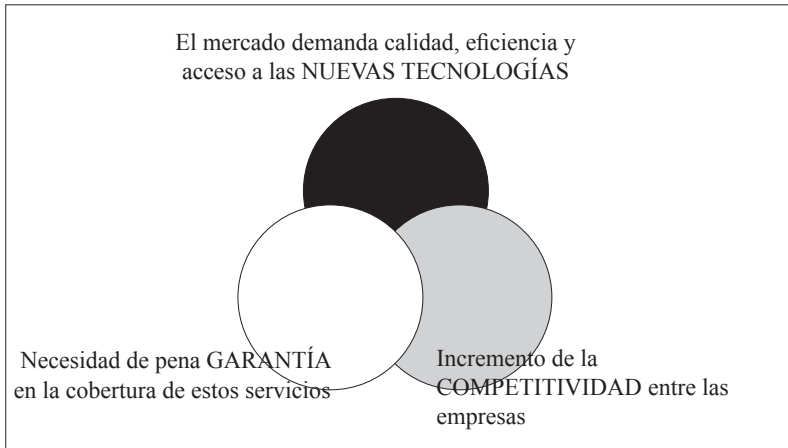 El mercado demanda calidad, eficiencia y
acceso a las NUEVAS TECNOLOGÍAS
Necesidad de pena GARANTÍA
en la cobertura de estos servicios
Incremento de la
COMPETITIVIDAD entre las
empresas